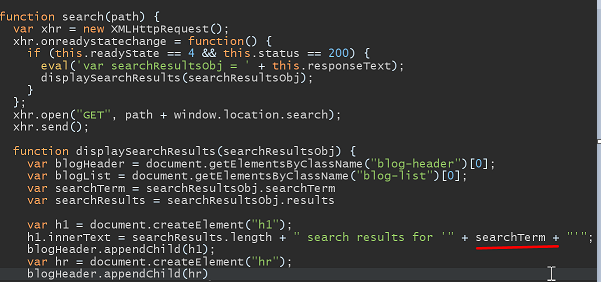 function search(path) {
var xhr = new XMLHttpRequest();
xhr.onreadystatechange = function() {
if (this.readyState == 4 && this.status == 200) {
eval('var searchResultsObj = ' + this.responseText);
displaySearchResults(searchResultsObj);
}
};
xhr.open("GET", path + window.location.search);
xhr.send();
function displaySearchResults(searchResultsObj) {
var blogHeader = document.getElementsByClassName("blog-header")[0];
var blogList = document.getElementsByClassName("blog-list")[0];
var searchTerm = searchResultsObj.searchTerm
var searchResults = searchResultsObj.results
var h1 = document.createElement("h1");
h1.innerText = searchResults.length + " search results for '" + searchTerm + "'";
blogHeader.appendChild(h1);
var hr = document.createElement("hr");
blogHeader.appendChild(hr)